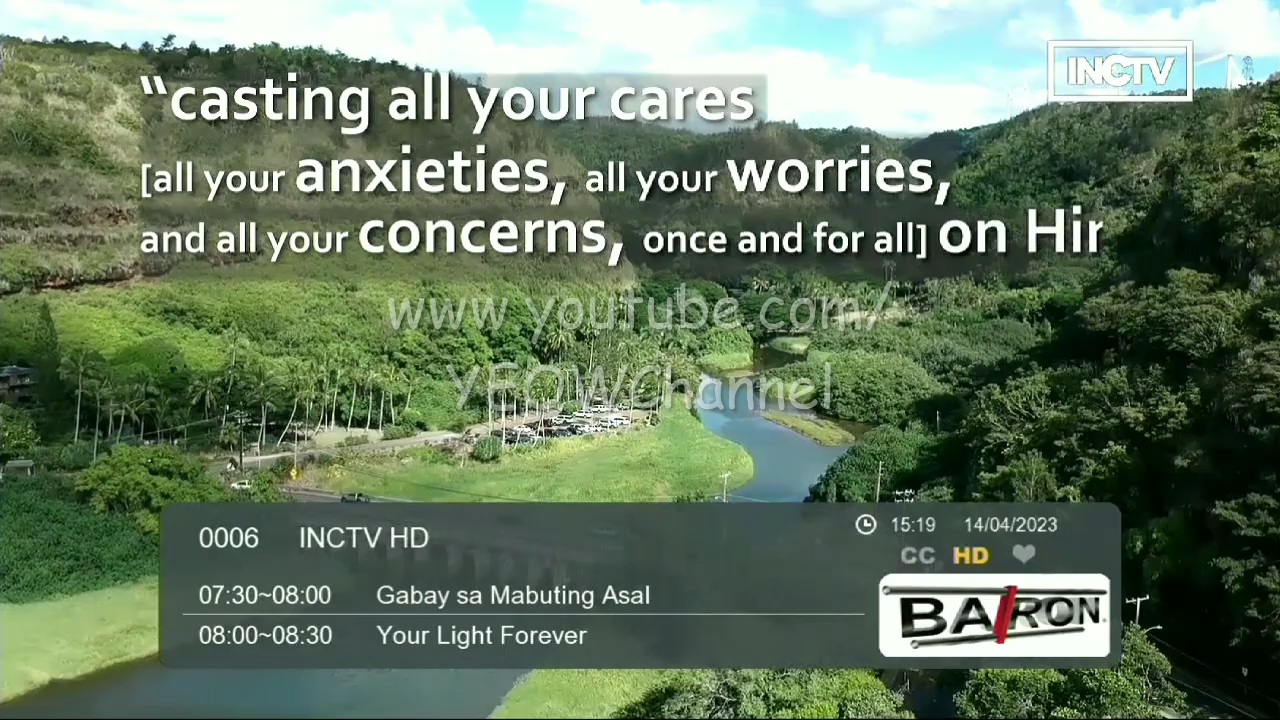 INCTV
“casting all your cares
[all your anxieties, all your worries,
and all your concerns, once and for all] on Hir
www.youtube.com/
YEOWChannel
0006 INCTV HD
15:19 14/04/2023
CC HD
07:30~08:00 Gabay sa Mabuting Asal
08:00~08:30 Your Light Forever
BAIRON